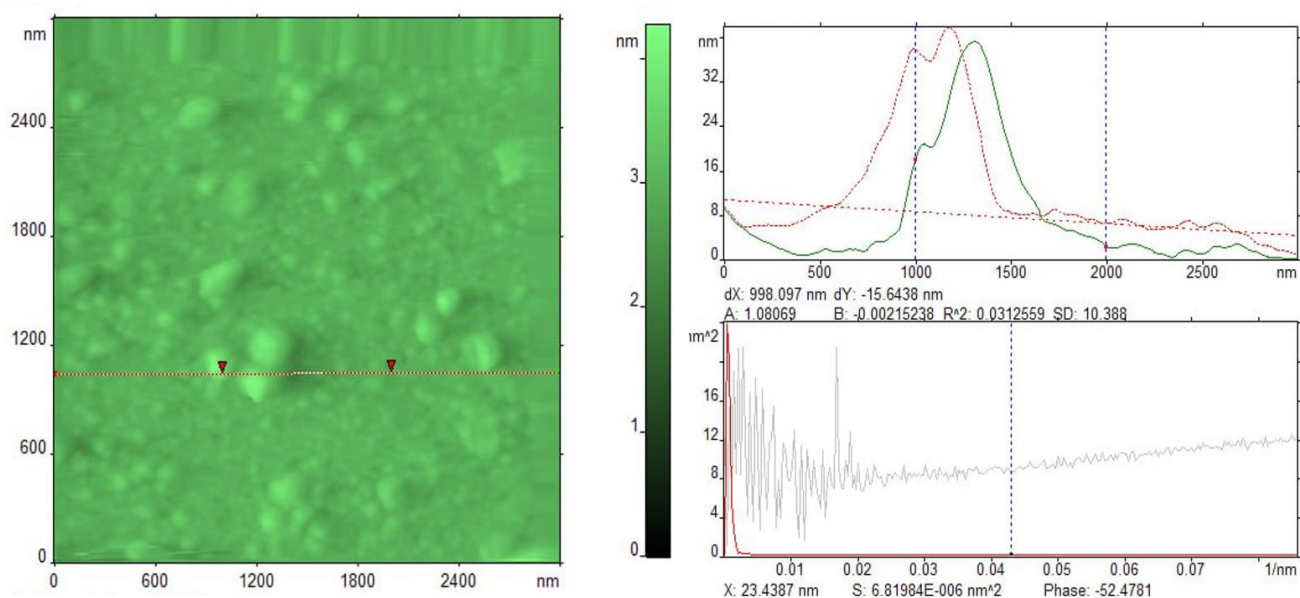 nm
2400
1800
1200
600
0
0 600 1200 1800 2400 nm
nm
3
2
1
0
nm
32
24
16
8
0
0 500 1000 1500 2000 2500 nm
dX: 998.097 nm dY: -15.6438 nm
A: 1.08069 B: -0.00215238 R^2: 0.0312559 SD: 10.388
nm^2
16
12
8
4
0
0.01 0.02 0.03 0.04 0.05 0.06 0.07 1/nm
X: 23.4387 nm S: 6.81984E-006 nm^2 Phase: -52.4781